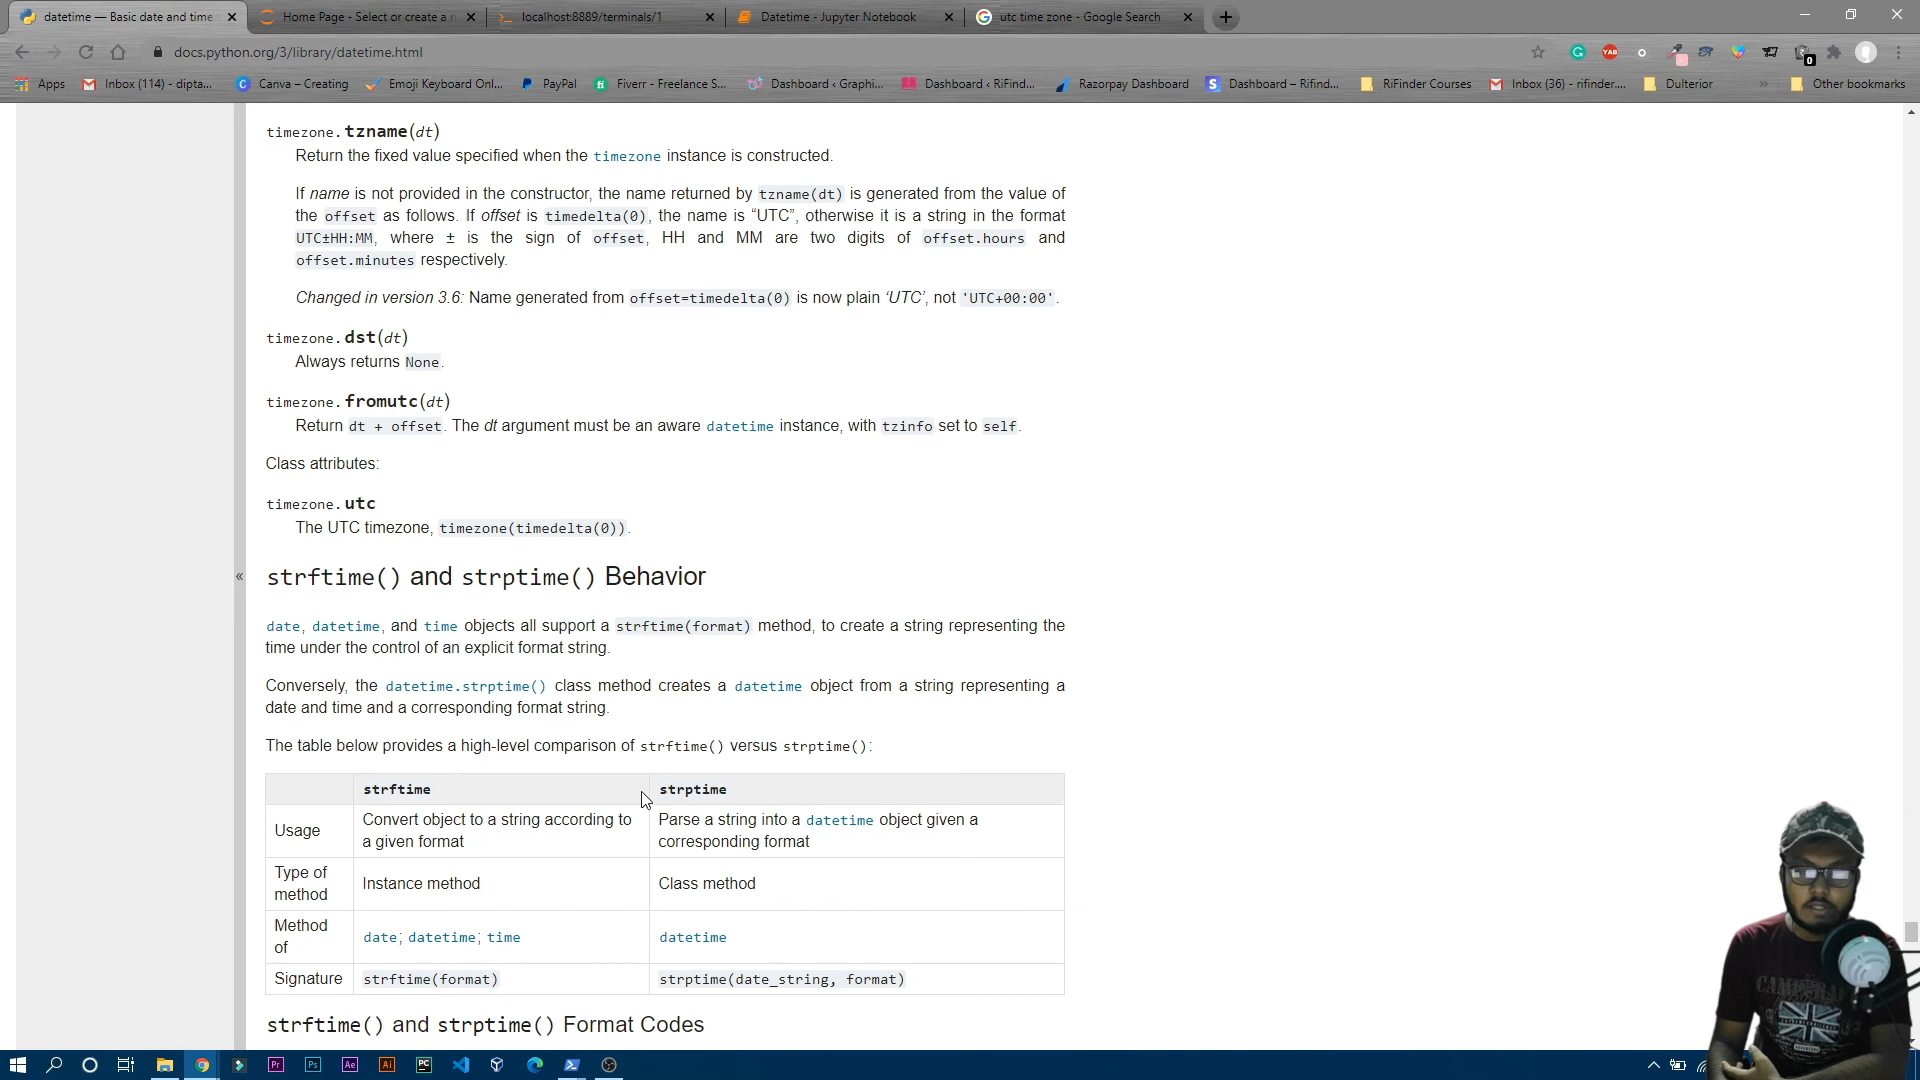 datetime — Basic date and time
Home Page - Select or create a n
localhost:8889/terminals/1
Datetime - Jupyter Notebook
utc time zone - Google Search
docs.python.org/3/library/datetime.html
Apps
Inbox (114) - dipta...
Canva – Creating
Emoji Keyboard Onl...
PayPal
Fiverr - Freelance S...
Dashboard ‹ Graphi...
Dashboard ‹ RiFind...
Razorpay Dashboard
Dashboard – Rifind...
RiFinder Courses
Inbox (36) - rifinder....
Dulterior
»
Other bookmarks
timezone.tzname(dt)
Return the fixed value specified when the timezone instance is constructed.
If name is not provided in the constructor, the name returned by tzname(dt) is generated from the value of
the offset as follows. If offset is timedelta(0), the name is “UTC”, otherwise it is a string in the format
UTC±HH:MM, where ± is the sign of offset, HH and MM are two digits of offset.hours and
offset.minutes respectively.
Changed in version 3.6: Name generated from offset=timedelta(0) is now plain ‘UTC’, not 'UTC+00:00'.
timezone.dst(dt)
Always returns None.
timezone.fromutc(dt)
Return dt + offset. The dt argument must be an aware datetime instance, with tzinfo set to self.
Class attributes:
timezone.utc
The UTC timezone, timezone(timedelta(0)).
«
strftime() and strptime() Behavior
date, datetime, and time objects all support a strftime(format) method, to create a string representing the
time under the control of an explicit format string.
Conversely, the datetime.strptime() class method creates a datetime object from a string representing a
date and time and a corresponding format string.
The table below provides a high-level comparison of strftime() versus strptime():
strftime strptime
Usage Convert object to a string according to a given format Parse a string into a datetime object given a corresponding format
Type of method Instance method Class method
Method of date; datetime; time datetime
Signature strftime(format) strptime(date_string, format)
strftime() and strptime() Format Codes